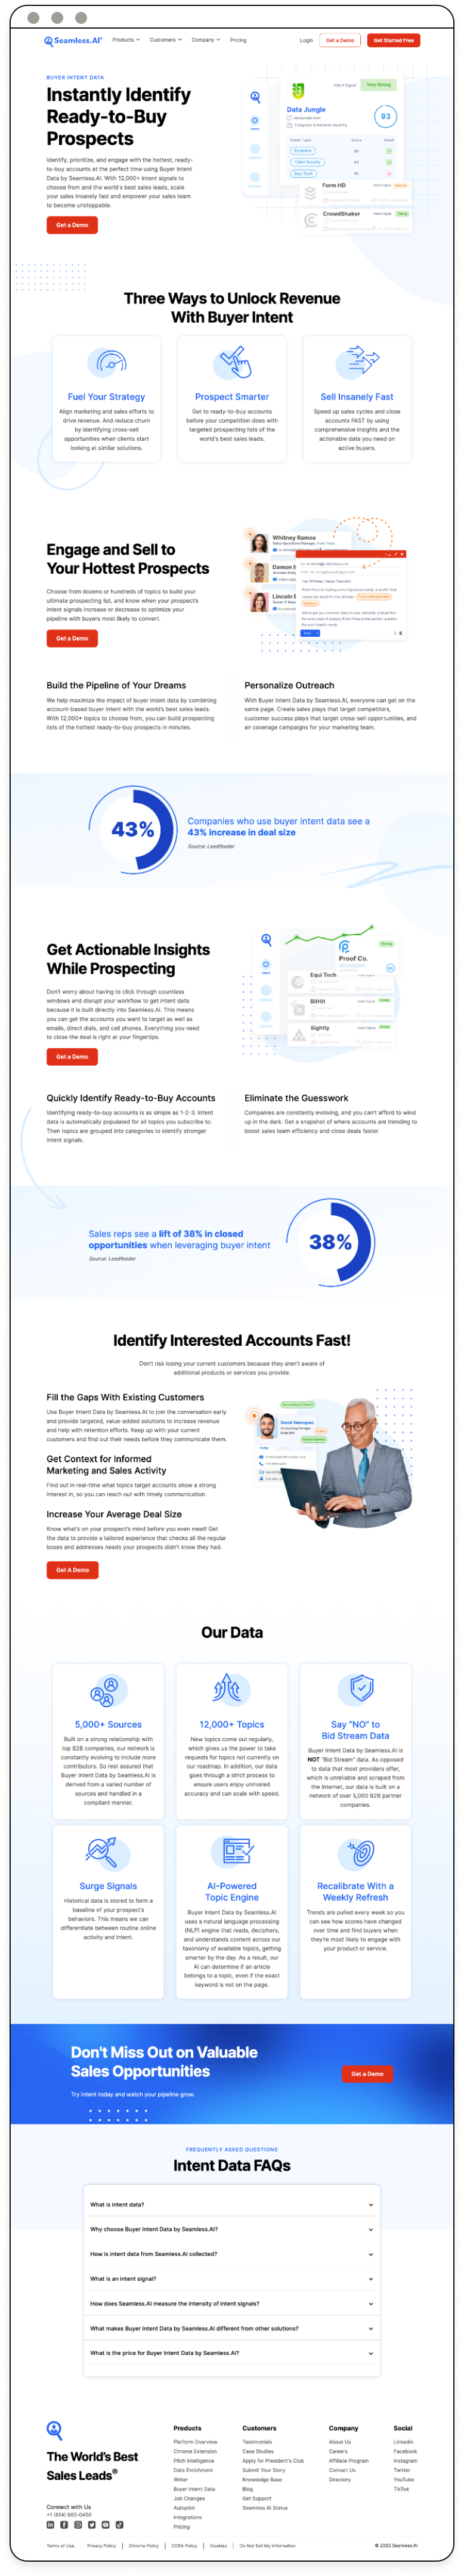 Seamless.AI
Products
Customers
Company
Pricing
Login
Get a Demo
Get Started Free
BUYER INTENT DATA
Instantly Identify
Ready-to-Buy
Prospects
Identify, prioritize, and engage with the hottest, ready-
to-buy accounts at the perfect time using Buyer Intent
Data by Seamless.AI. With 12,000+ intent signals to
choose from and the world's best sales leads, scale
your sales insanely fast and empower your sales team
to become unstoppable.
Get a Demo
Intent Signal
Very Strong
Data Jungle
93
Computer & Network Security
Score
Cyber Security
Form HD
CrowdShaker
Three Ways to Unlock Revenue
With Buyer Intent
Fuel Your Strategy
Align marketing and sales efforts to
drive revenue. And reduce churn
by identifying cross-sell
opportunities when clients start
looking at similar solutions.
Prospect Smarter
Get to ready-to-buy accounts
before your competition does with
targeted prospecting lists of the
world's best sales leads.
Sell Insanely Fast
Speed up sales cycles and close
accounts FAST by using
comprehensive insights and the
actionable data you need on
active buyers.
Engage and Sell to
Your Hottest Prospects
Choose from dozens or hundreds of topics to build your
ultimate prospecting list, and know when your prospect's
intent signals increase or decrease to optimize your
pipeline with buyers most likely to convert.
Get a Demo
Whitney Ramos
Damon
Lincoln
Build the Pipeline of Your Dreams
We help maximize the impact of buyer intent data by combining
account-based buyer intent with the world's best sales leads.
With 12,000+ topics to choose from, you can build prospecting
lists of the hottest ready-to-buy prospects in minutes.
Personalize Outreach
With Buyer Intent Data by Seamless.AI, everyone can get on the
same page. Create sales plays that target competitors,
customer success plays that target cross-sell opportunities, and
air coverage campaigns for your marketing team.
43%
Companies who use buyer intent data see a
43% increase in deal size
Source: Leedfeeder
Get Actionable Insights
While Prospecting
Don't worry about having to click through countless
windows and disrupt your workflow to get intent data
because it is built directly into Seamless.AI. This means
you can get the accounts you want to target as well as
emails, direct dials, and cell phones. Everything you need
to close the deal is right at your fingertips.
Get a Demo
Strong
Proof Co.
Equi Tech
BitHit
Sightly
Quickly Identify Ready-to-Buy Accounts
Identifying ready-to-buy accounts is as simple as 1-2-3. Intent
data is automatically populated for all topics you subscribe to.
Then topics are grouped into categories to identify stronger
intent signals.
Eliminate the Guesswork
Companies are constantly evolving, and you can't afford to wind
up in the dark. Get a snapshot of where accounts are trending to
boost sales team efficiency and close deals faster.
Sales reps see a lift of 38% in closed
opportunities when leveraging buyer intent
Source: Leedfeeder
38%
Identify Interested Accounts Fast!
Don't risk losing your current customers because they aren't aware of
additional products or services you provide.
Fill the Gaps With Existing Customers
Use Buyer Intent Data by Seamless.AI to join the conversation early
and provide targeted, value-added solutions to increase revenue
and help with retention efforts. Keep up with your current
customers and find out their needs before they communicate them.
Get Context for Informed
Marketing and Sales Activity
Find out in real-time what topics target accounts show a strong
interest in, so you can reach out with timely communication.
Increase Your Average Deal Size
Know what's on your prospect's mind before you even meet! Get
the data to provide a tailored experience that checks all the regular
boxes and addresses needs your prospects didn't know they had.
Get A Demo
David Velazquez
Our Data
5,000+ Sources
Built on a strong relationship with
top B2B companies, our network is
constantly evolving to include more
contributors. So rest assured that
Buyer Intent Data by Seamless.AI is
derived from a varied number of
sources and handled in a
compliant manner.
12,000+ Topics
New topics come out regularly,
which gives us the power to take
requests for topics not currently on
our roadmap. In addition, our data
goes through a strict process to
ensure users enjoy unrivaled
accuracy and can scale with speed.
Say "NO" to
Bid Stream Data
Buyer Intent Data by Seamless.AI is
NOT "Bid Stream" data. As opposed
to data that most providers offer,
which is unreliable and scraped from
the internet, our data is built on a
network of over 5,000 B2B partner
companies.
Surge Signals
Historical data is stored to form a
baseline of your prospect's
behaviors. This means we can
differentiate between routine online
activity and intent.
AI-Powered
Topic Engine
Buyer Intent Data by Seamless.AI
uses a natural language processing
(NLP) engine that reads, deciphers,
and understands content across our
taxonomy of available topics, getting
smarter by the day. As a result, our
AI can determine if an article
belongs to a topic, even if the exact
keyword is not on the page.
Recalibrate With a
Weekly Refresh
Trends are pulled every week so you
can see how scores have changed
over time and find buyers when
they're most likely to engage with
your product or service.
Don't Miss Out on Valuable
Sales Opportunities
Try intent today and watch your pipeline grow.
Get a Demo
FREQUENTLY ASKED QUESTIONS
Intent Data FAQs
What is intent data?
Why choose Buyer Intent Data by Seamless.AI?
How is intent data from Seamless.AI collected?
What is an intent signal?
How does Seamless.AI measure the intensity of intent signals?
What makes Buyer Intent Data by Seamless.AI different from other solutions?
What is the price for Buyer Intent Data by Seamless.AI?
The World's Best
Sales Leads®
Connect with Us
+1 (614) 665-0450
Products
Platform Overview
Chrome Extension
Pitch Intelligence
Data Enrichment
Writer
Buyer Intent Data
Job Changes
Autopilot
Integrations
Pricing
Customers
Testimonials
Case Studies
Apply for President's Club
Submit Your Story
Knowledge Base
Blog
Get Support
Seamless.AI Status
Company
About Us
Careers
Affiliate Program
Contact Us
Directory
Social
LinkedIn
Facebook
Instagram
Twitter
YouTube
TikTok
Terms of Use
Privacy Policy
Chrome Policy
CCPA Policy
Cookies
Do Not Sell My Information
© 2023 Seamless.AI